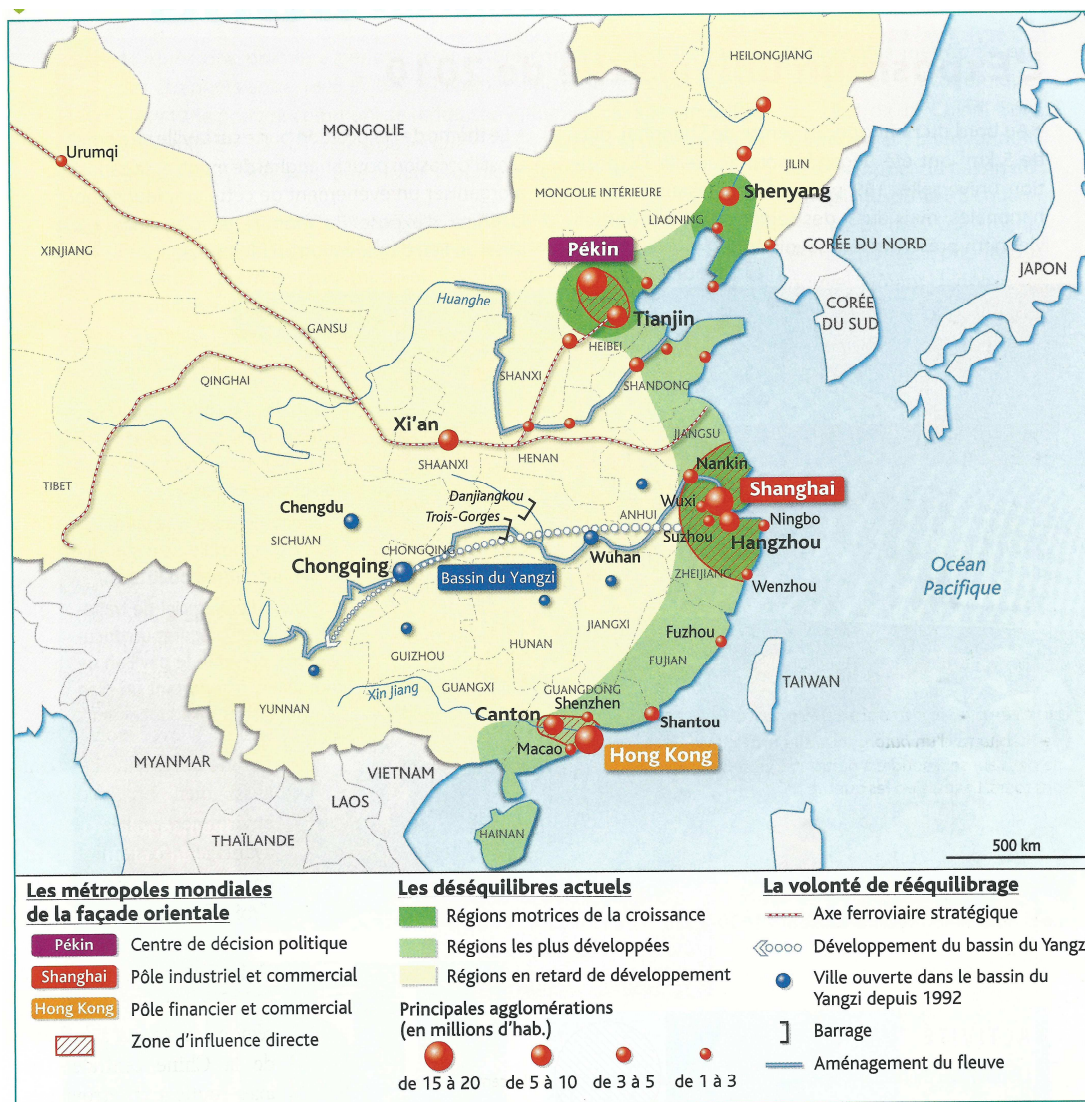 HEILONGJIANG
MONGOLIE
Urumqi
JILIN
MONGOLIE INTÉRIEURE
Shenyang
LIAONING
XINJIANG
Pékin
CORÉE DU NORD
JAPON
Huanghe
CORÉE
DU SUD
GANSU
Tianjin
HEIBEI
SHANXI
QINGHAI
SHANDONG
Xi'an
JIANGSU
HENAN
SHAANXI
Nankin
TIBET
Danjiangkou
Shanghai
Chengdu
Trois-Gorges
ANHUI
Wuxi
Ningbo
SICHUAN
Suzhou
Hangzhou
CHONGQING
Wuhan
Chongqing
Bassin du Yangzi
ZHEIJIANG
Océan
Pacifique
Wenzhou
JIANGXI
Fuzhou
HUNAN
GUIZHOU
FUJIAN
TAIWAN
Xin Jiang
GUANGXI
GUANGDONG
YUNNAN
Shenzhen
Canton
Shantou
Macao
Hong Kong
MYANMAR
VIETNAM
LAOS
HAINAN
THAÏLANDE
500 km
Les métropoles mondiales
de la façade orientale
Pékin Centre de décision politique
Shanghai Pôle industriel et commercial
Hong Kong Pôle financier et commercial
Zone d'influence directe
Les déséquilibres actuels
Régions motrices de la croissance
Régions les plus développées
Régions en retard de développement
Principales agglomérations
(en millions d'hab.)
de 15 à 20 de 5 à 10 de 3 à 5 de 1 à 3
La volonté de rééquilibrage
Axe ferroviaire stratégique
Développement du bassin du Yangz
Ville ouverte dans le bassin du
Yangzi depuis 1992
Barrage
Aménagement du fleuve